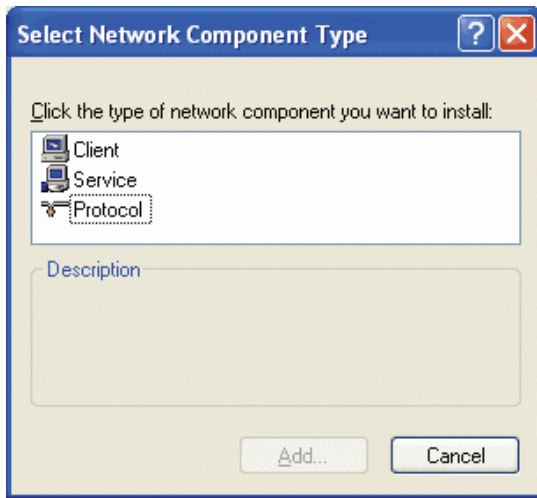 Select Network Component Type
Click the type of network component you want to install:
Client
Service
Protocol
Description
Add...
Cancel